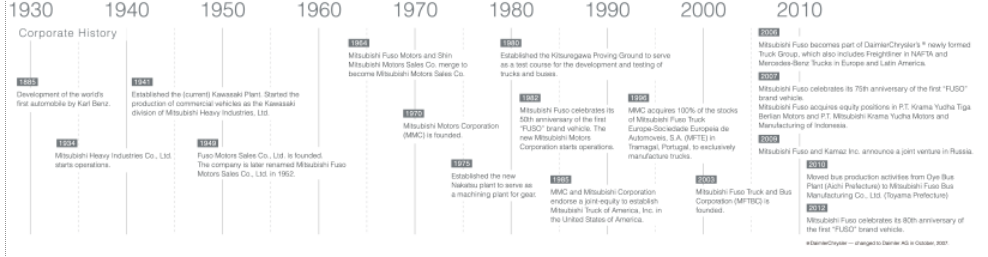 1930 1940 1950 1960 1970 1980 1990 2000 2010
Corporate History
1885
Development of the world's
first automobile by Karl Benz.
1934
Mitsubishi Heavy Industries Co., Ltd.
starts operations.
1941
Established the (current) Kawasaki Plant. Started the
production of commercial vehicles as the Kawasaki
division of Mitsubishi Heavy Industries, Ltd.
1949
Fuso Motors Sales Co., Ltd. is founded.
The company is later renamed Mitsubishi Fuso
Motors Sales Co., Ltd. in 1952.
1964
Mitsubishi Fuso Motors and Shin
Mitsubishi Motors Sales Co. merge to
become Mitsubishi Motors Sales Co.
1970
Mitsubishi Motors Corporation
(MMC) is founded.
1975
Established the new
Nakatsu plant to serve as
a machining plant for gear.
1980
Established the Kitsuregawa Proving Ground to serve
as a test course for the development and testing of
trucks and buses.
1982
Mitsubishi Fuso celebrates its
50th anniversary of the first
"FUSO" brand vehicle. The
new Mitsubishi Motors
Corporation starts operations.
1985
MMC and Mitsubishi Corporation
endorse a joint-equity to establish
Mitsubishi Truck of America, Inc. in
the United States of America.
1996
MMC acquires 100% of the stocks
of Mitsubishi Fuso Truck
Europe-Sociedade Europeia de
Automoveis, S.A. (MFTE) in
Tramagal, Portugal, to exclusively
manufacture trucks.
2003
Mitsubishi Fuso Truck and Bus
Corporation (MFTBC) is
founded.
2006
Mitsubishi Fuso becomes part of DaimlerChrysler's※ newly formed
Truck Group, which also includes Freightliner in NAFTA and
Mercedes-Benz Trucks in Europe and Latin America.
2007
Mitsubishi Fuso celebrates its 75th anniversary of the first "FUSO"
brand vehicle.
Mitsubishi Fuso acquires equity positions in P.T. Krama Yudha Tiga
Berlian Motors and P.T. Mitsubishi Krama Yudha Motors and
Manufacturing of Indonesia.
2009
Mitsubishi Fuso and Kamaz Inc. announce a joint venture in Russia.
2010
Moved bus production activities from Oye Bus
Plant (Aichi Prefecture) to Mitsubishi Fuso Bus
Manufacturing Co., Ltd. (Toyama Prefecture)
2012
Mitsubishi Fuso celebrates its 80th anniversary of
the first "FUSO" brand vehicle.
※DaimlerChrysler — changed to Daimler AG in October, 2007.